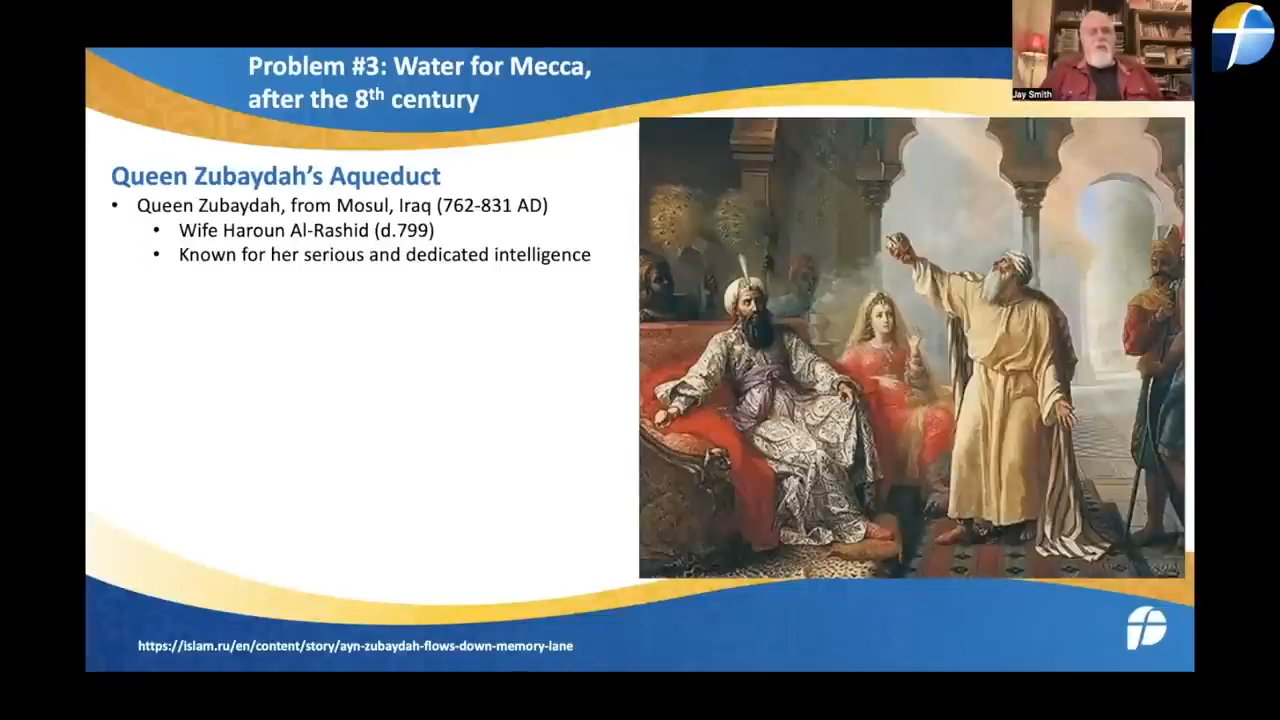 Problem #3: Water for Mecca,
after the 8th century
Jay Smith
Queen Zubaydah's Aqueduct
• Queen Zubaydah, from Mosul, Iraq (762-831 AD)
• Wife Haroun Al-Rashid (d.799)
• Known for her serious and dedicated intelligence
https://islam.ru/en/content/story/ayn-zubaydah-flows-down-memory-lane